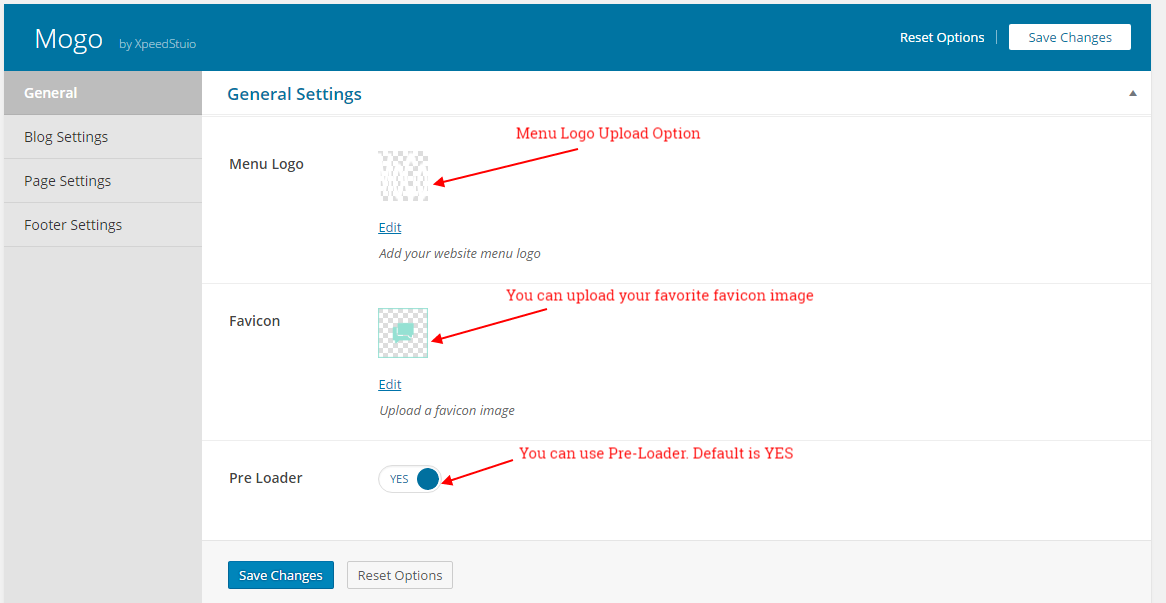 Mogo by XpeedStuio
Reset Options
Save Changes
General
Blog Settings
Page Settings
Footer Settings
General Settings
Menu Logo Upload Option
Menu Logo
Edit
Add your website menu logo
You can upload your favorite favicon image
Favicon
Edit
Upload a favicon image
You can use Pre-Loader. Default is YES
Pre Loader
YES
Save Changes
Reset Options